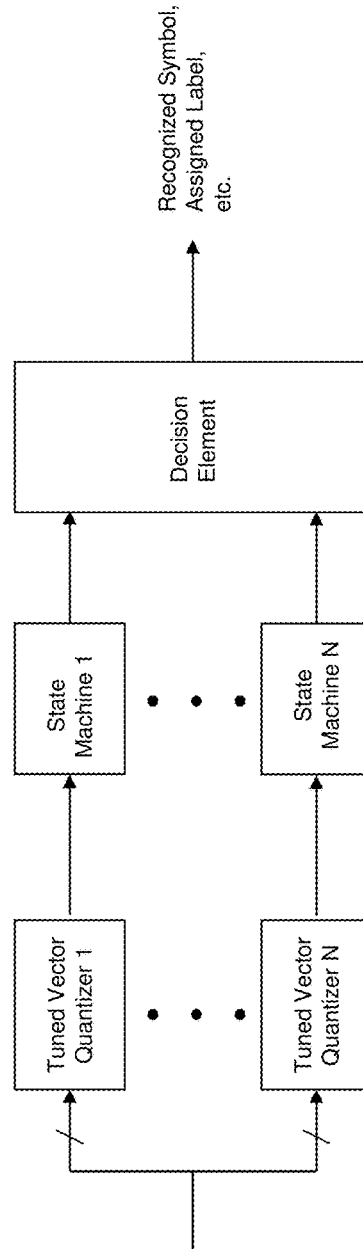 Tuned Vector
Quantizer 1
State
Machine 1
Tuned Vector
Quantizer N
State
Machine N
Decision
Element
Recognized Symbol,
Assigned Label,
etc.